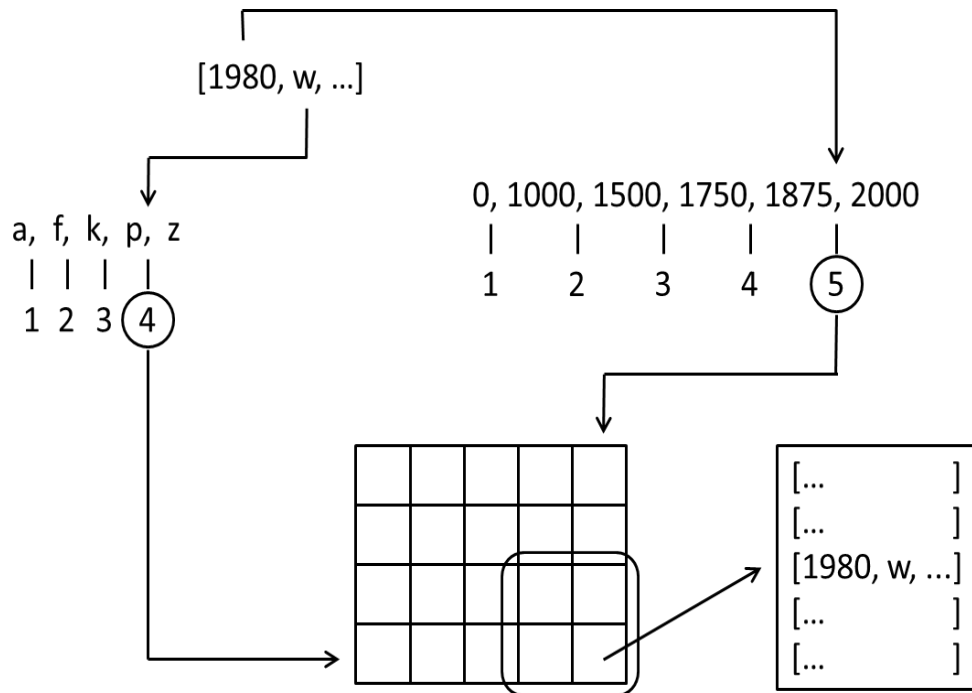 [1980, w, ...]
0, 1000, 1500, 1750, 1875, 2000
1 2 3 4 5
a, f, k, p, z
1 2 3 4
[... ]
[... ]
[1980, w, ...]
[... ]
[... ]